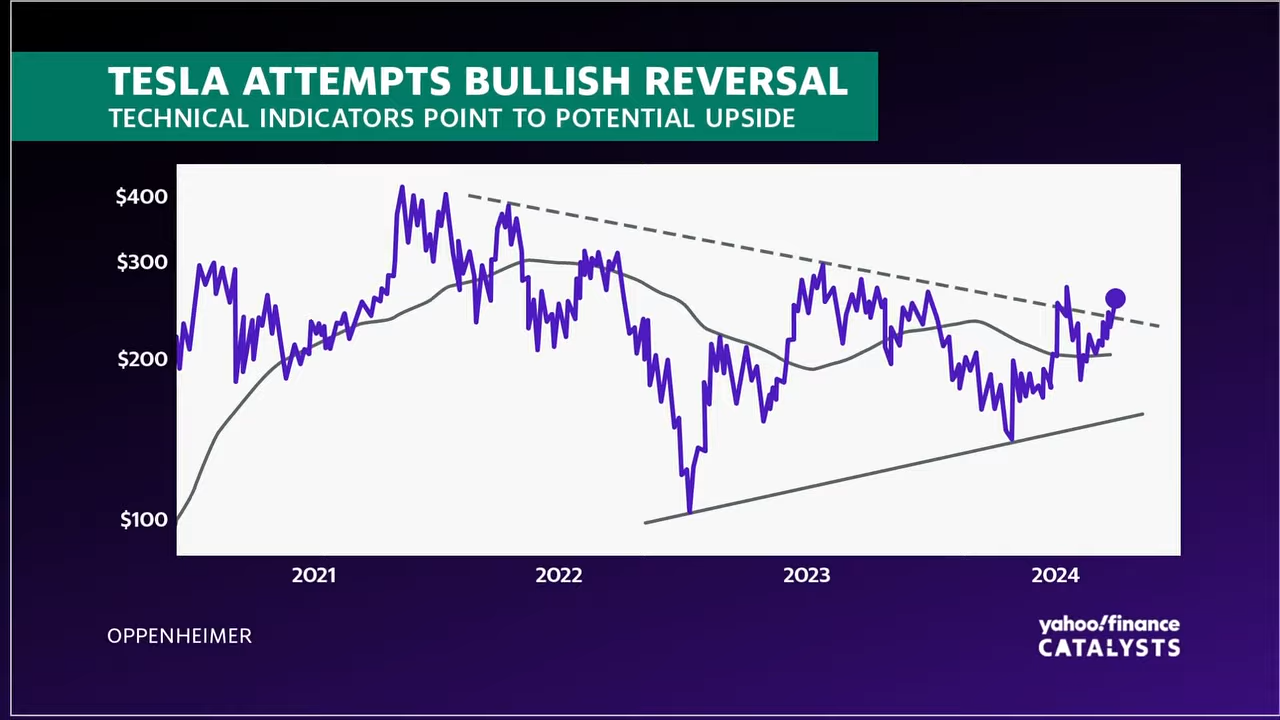 TESLA ATTEMPTS BULLISH REVERSAL
TECHNICAL INDICATORS POINT TO POTENTIAL UPSIDE
$400
$300
$200
$100
2021 2022 2023 2024
OPPENHEIMER
yahoo!finance
CATALYSTS